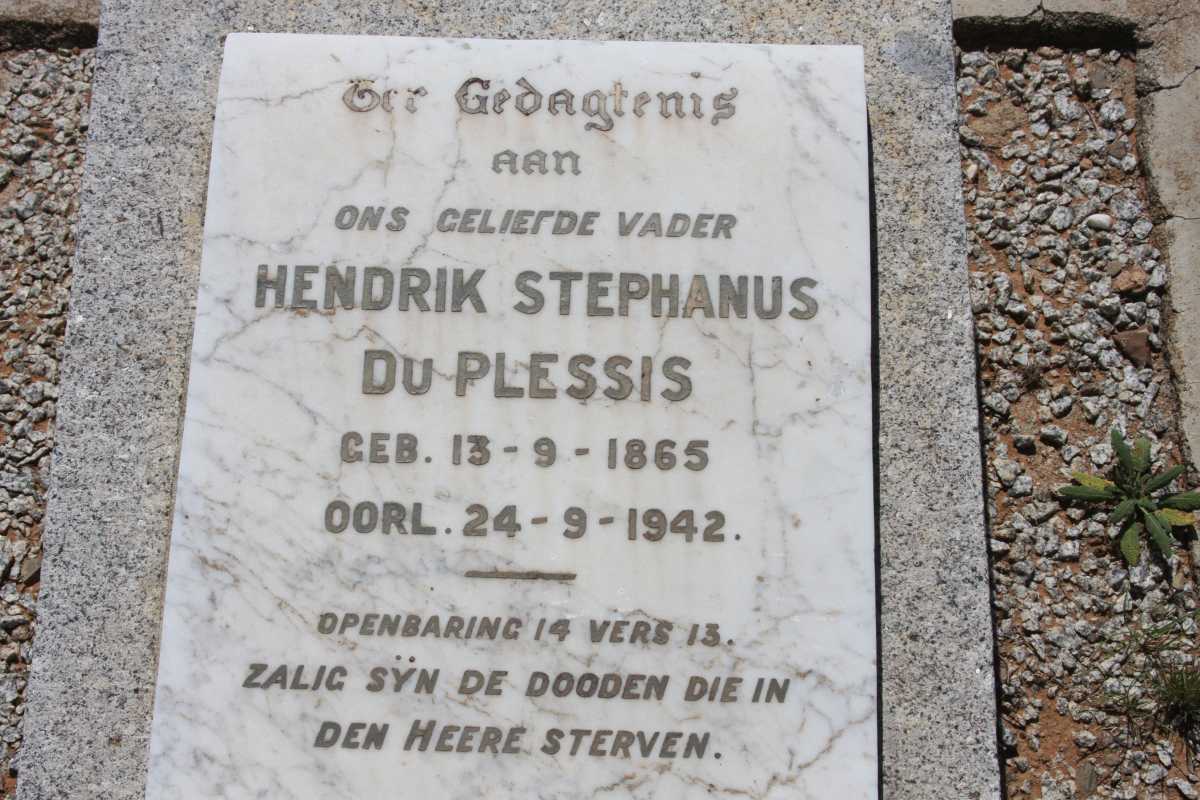 Ter Gedagtenis
aan
ONS GELIEFDE VADER
HENDRIK STEPHANUS
DU PLESSIS
GEB. 13 - 9 - 1865
OORL. 24 - 9 - 1942.
OPENBARING 14 VERS 13.
ZALIG SŸN DE DOODEN DIE IN
DEN HEERE STERVEN.